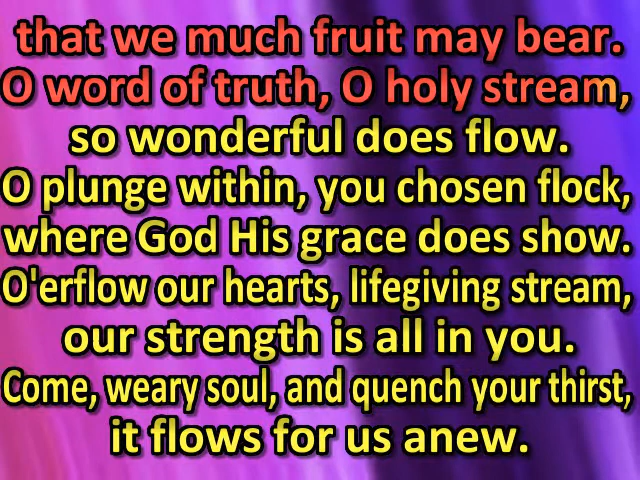 that we much fruit may bear.
O word of truth, O holy stream,
so wonderful does flow.
O plunge within, you chosen flock,
where God His grace does show.
O'erflow our hearts, lifegiving stream,
our strength is all in you.
Come, weary soul, and quench your thirst,
it flows for us anew.